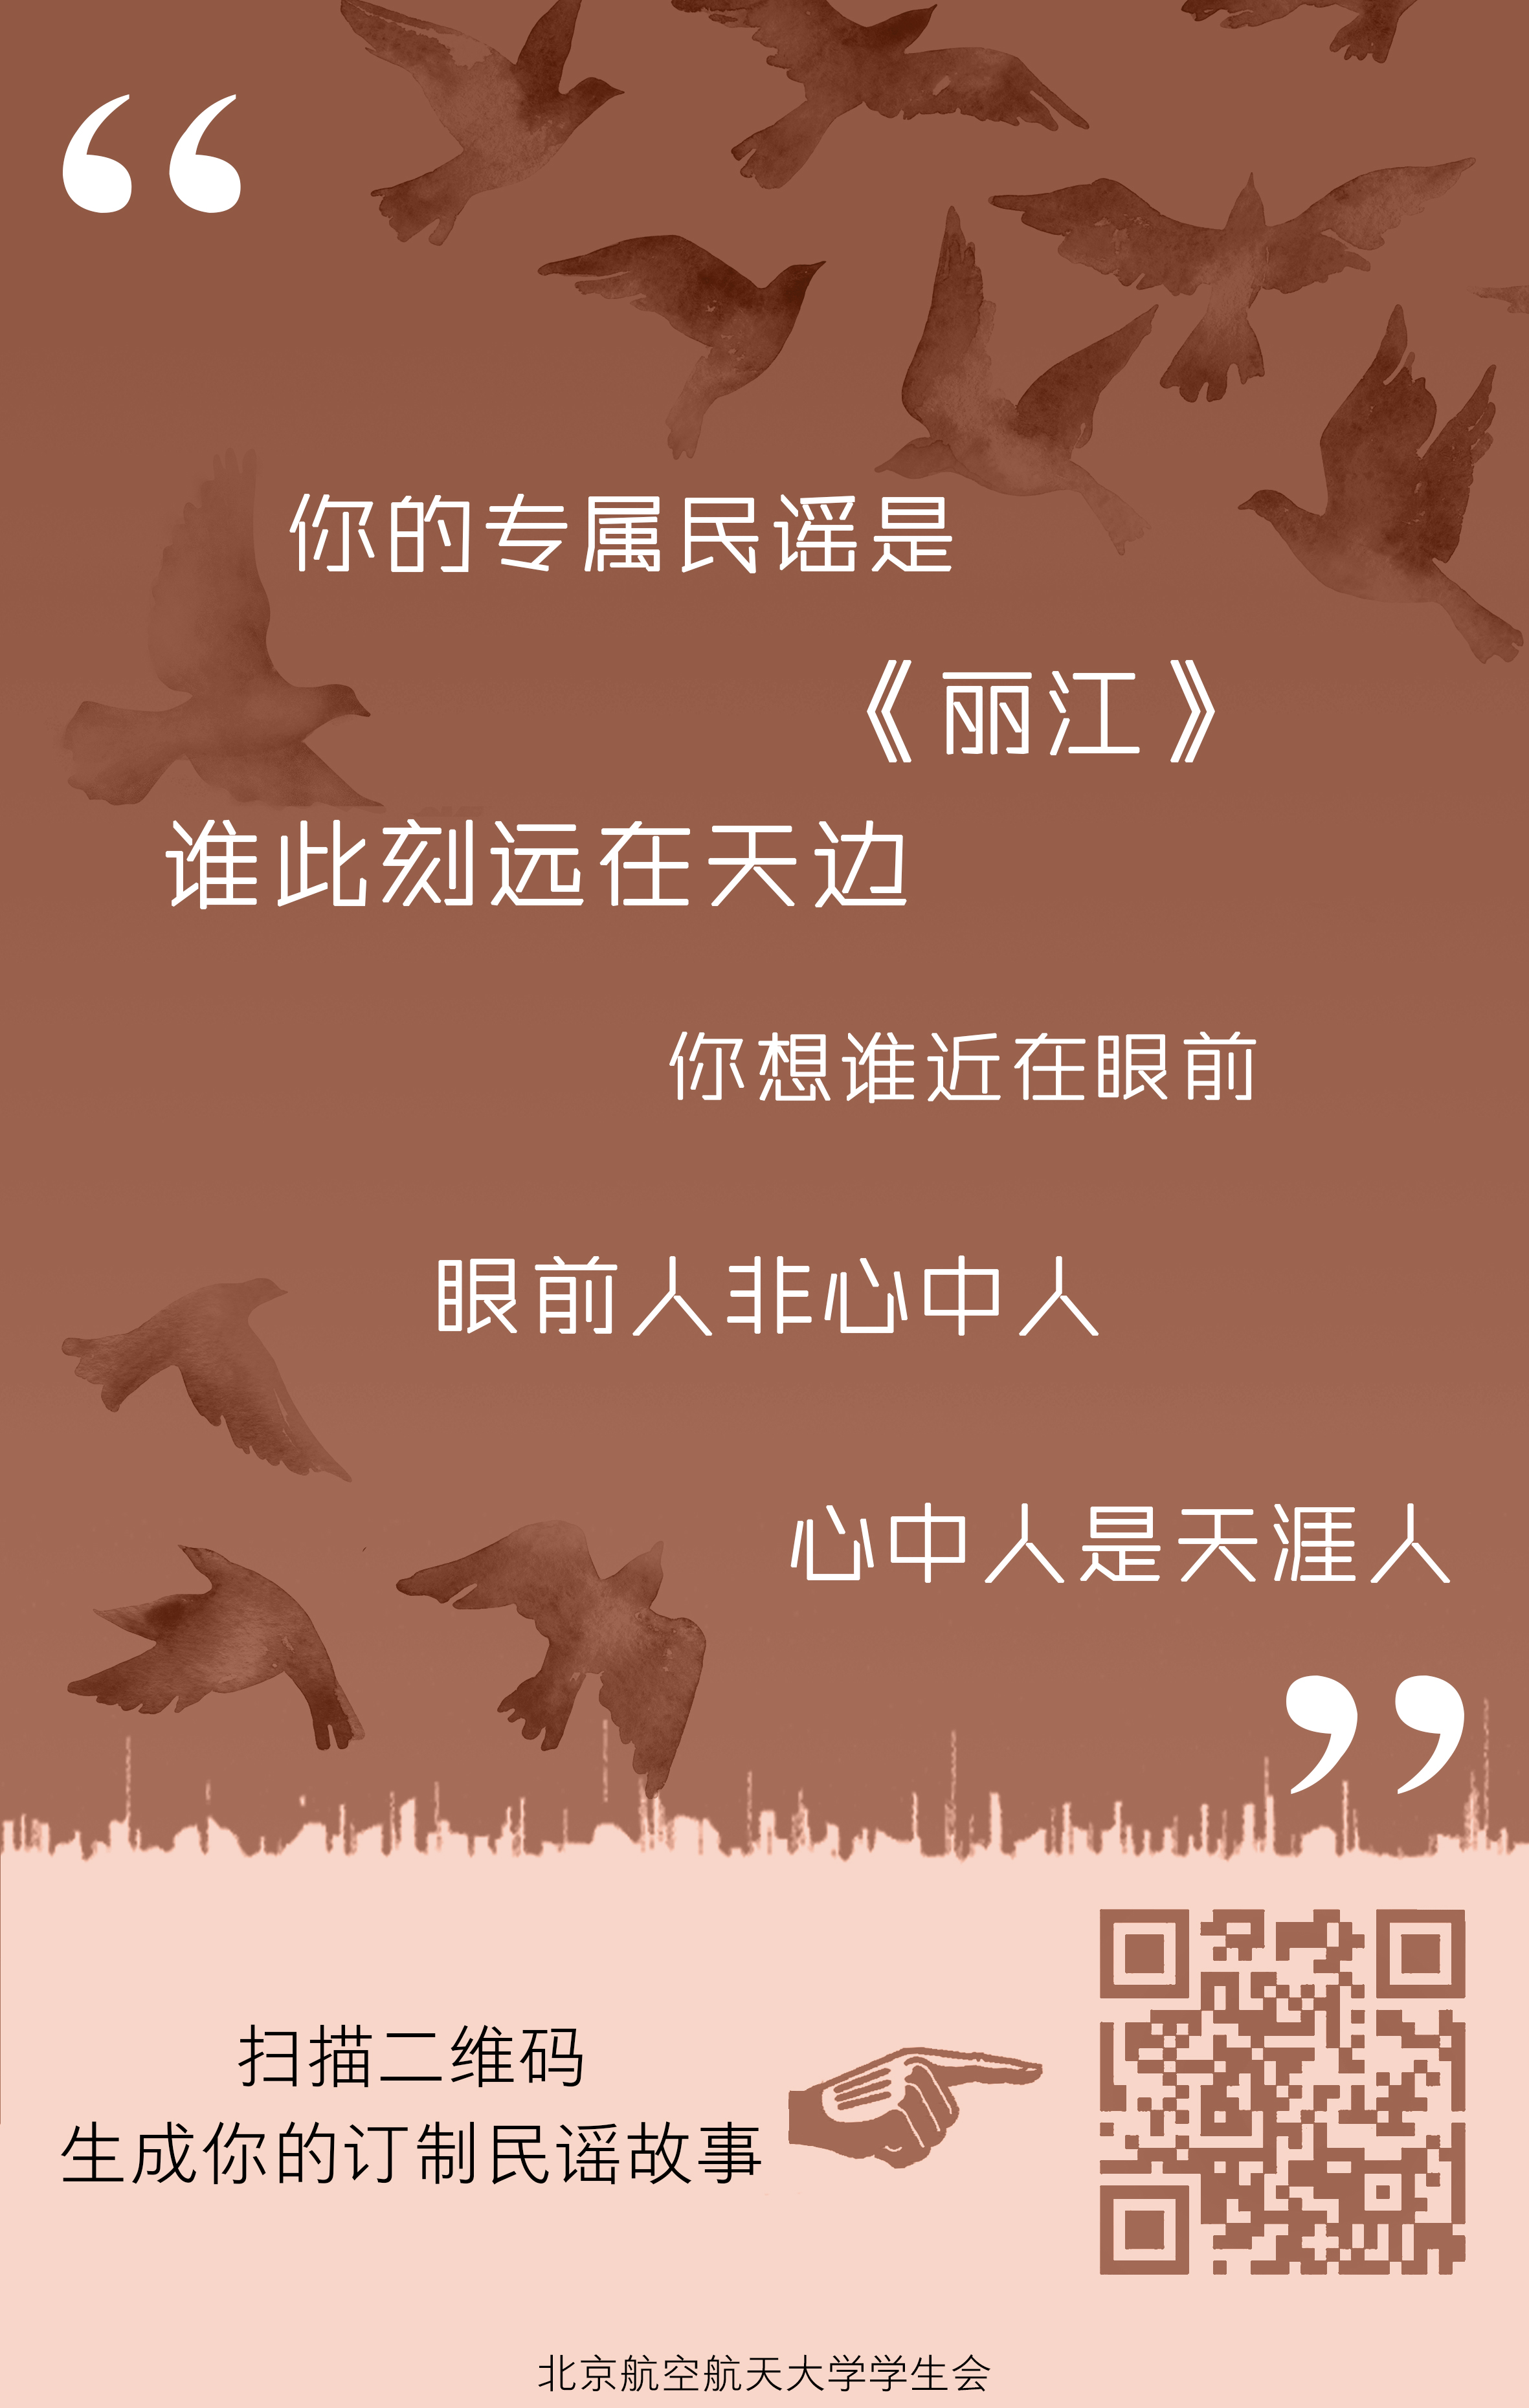 “
你的专属民谣是
《丽江》
谁此刻远在天边
你想谁近在眼前
眼前人非心中人
心中人是天涯人
”
扫描二维码
生成你的订制民谣故事
北京航空航天大学学生会